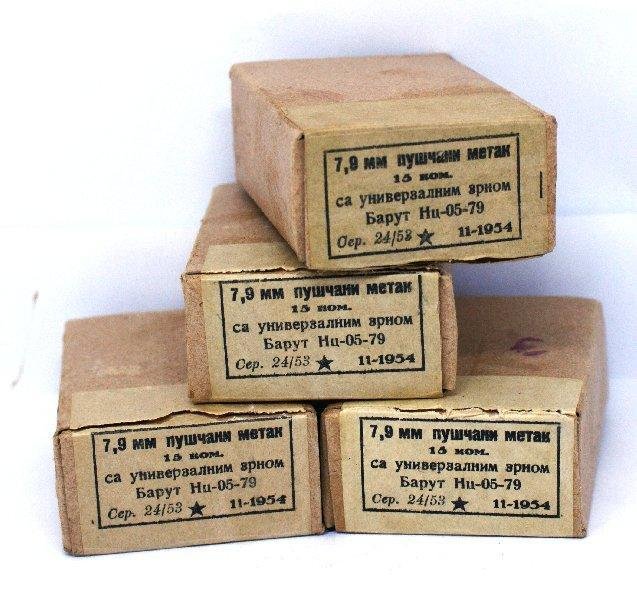 7,9 мм пушчани метак
15 ком.
са универзалним зрном
Барут Нц-05-79
Сер. 24/53 ★ 11-1954
7,9 мм пушчани метак
15 ком.
са универзалним зрном
Барут Нц-05-79
Сер. 24/53 ★ 11-1954
7,9 мм пушчани метак
15 ком.
са универзалним зрном
Барут Нц-05-79
Сер. 24/53 ★ 11-1954
7,9 мм пушчани метак
15 ком.
са универзалним зрном
Барут Нц-05-79
Сер. 24/53 ★ 11-1954